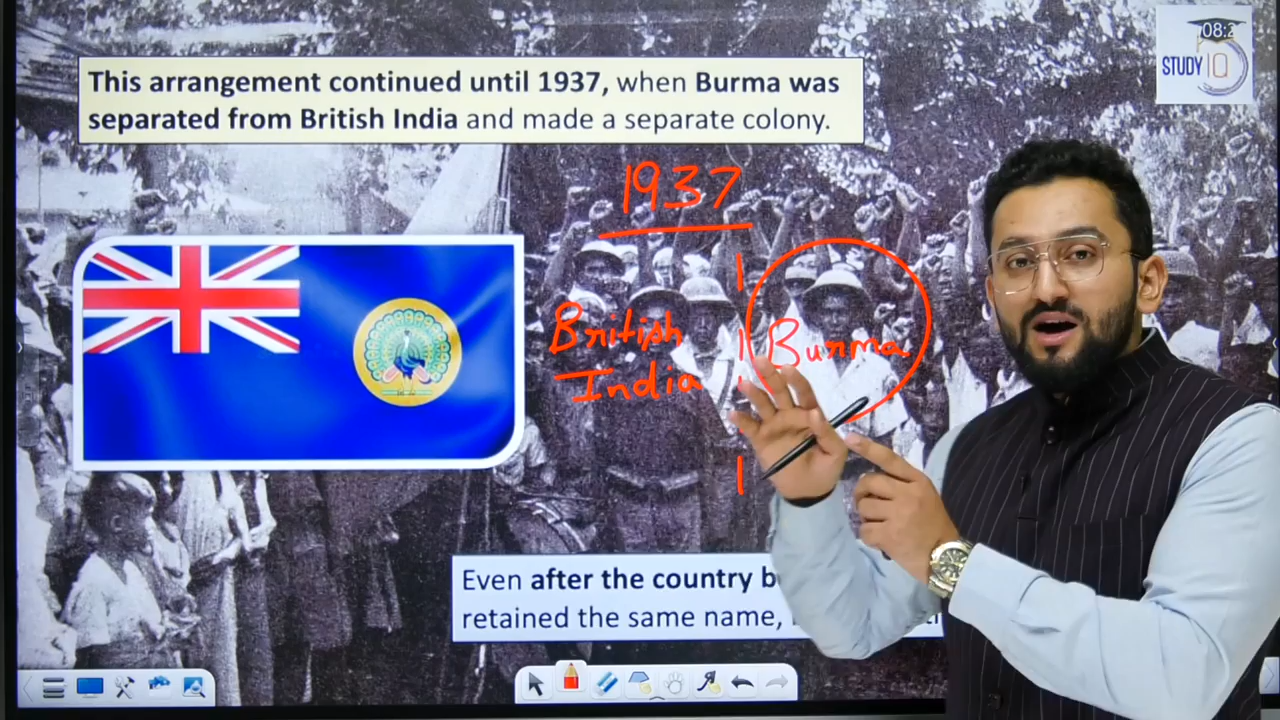 This arrangement continued until 1937, when Burma was
separated from British India and made a separate colony.
08:2
STUDY IQ
1937
British
India
Burma
Even after the country
retained the same name,